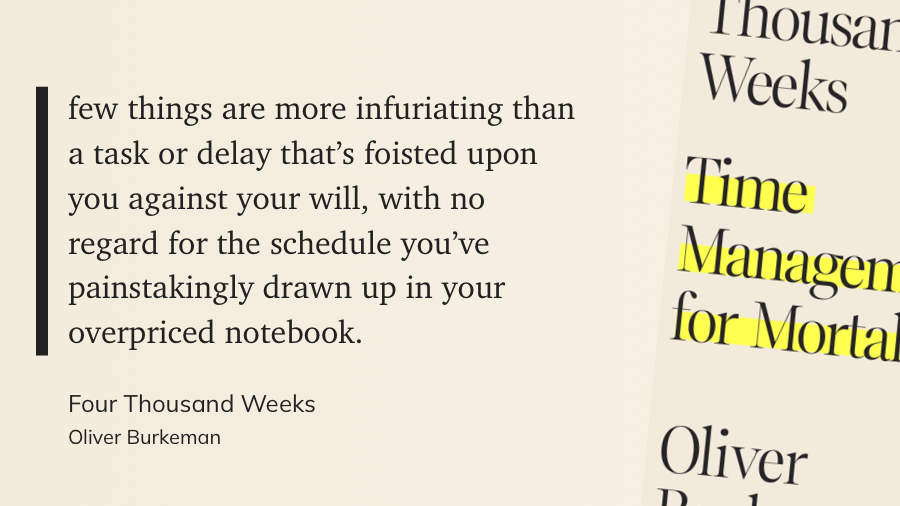 few things are more infuriating than
a task or delay that’s foisted upon
you against your will, with no
regard for the schedule you’ve
painstakingly drawn up in your
overpriced notebook.
Four Thousand Weeks
Oliver Burkeman
Thousan
Weeks
Time
Managem
for Mortal
Oliver